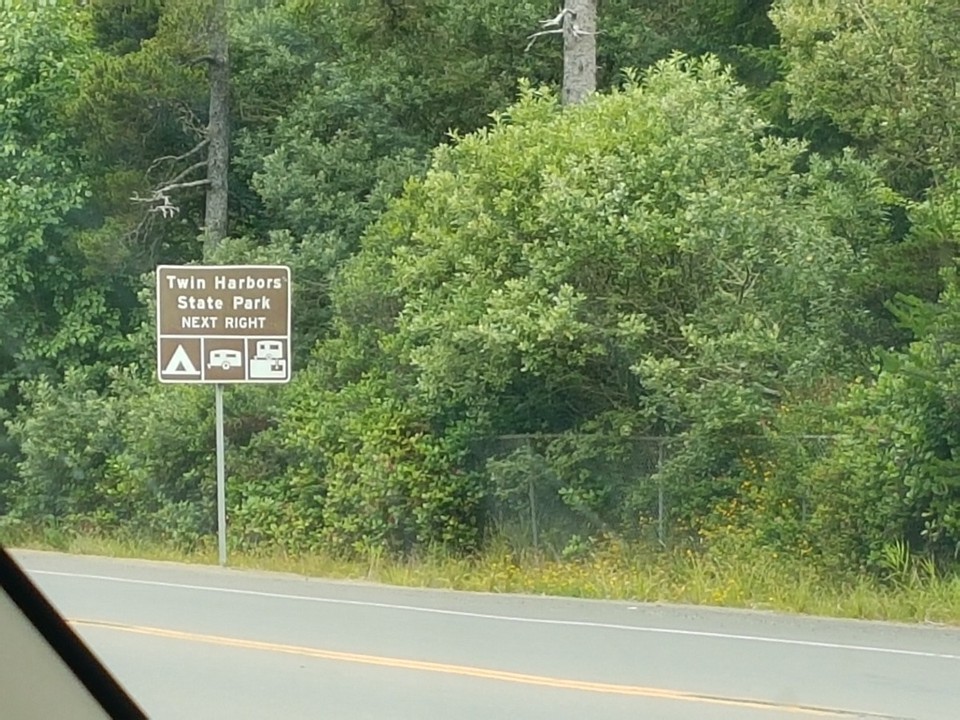 Twin Harbors
State Park
NEXT RIGHT